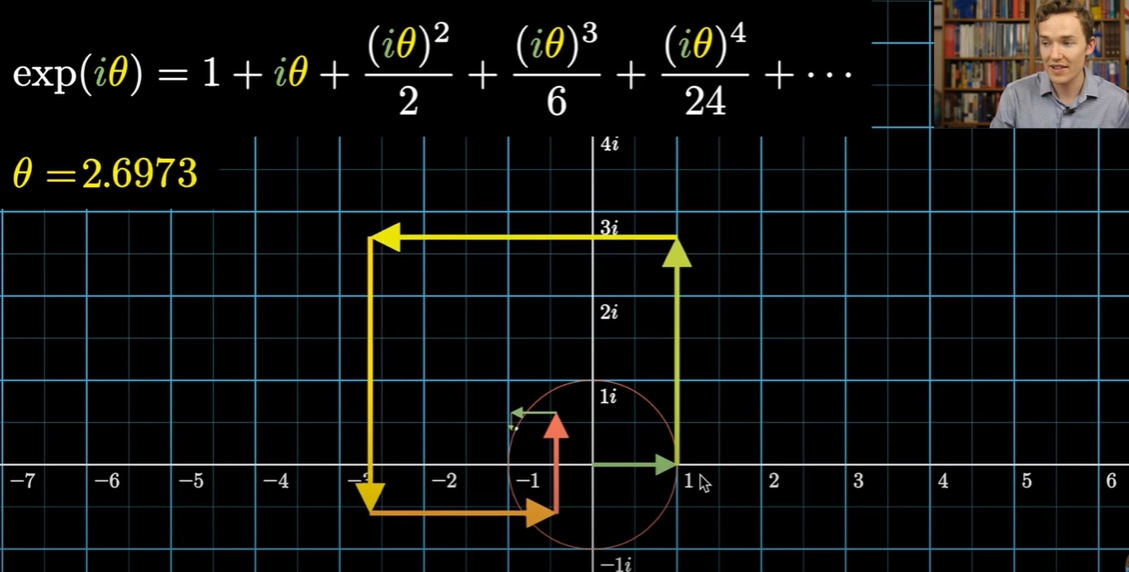 exp(iθ) = 1 + iθ + (iθ)²/2 + (iθ)³/6 + (iθ)⁴/24 + ⋯
θ = 2.6973
4i
3i
2i
1i
−7 −6 −5 −4 −3 −2 −1 1 2 3 4 5 6
−1i